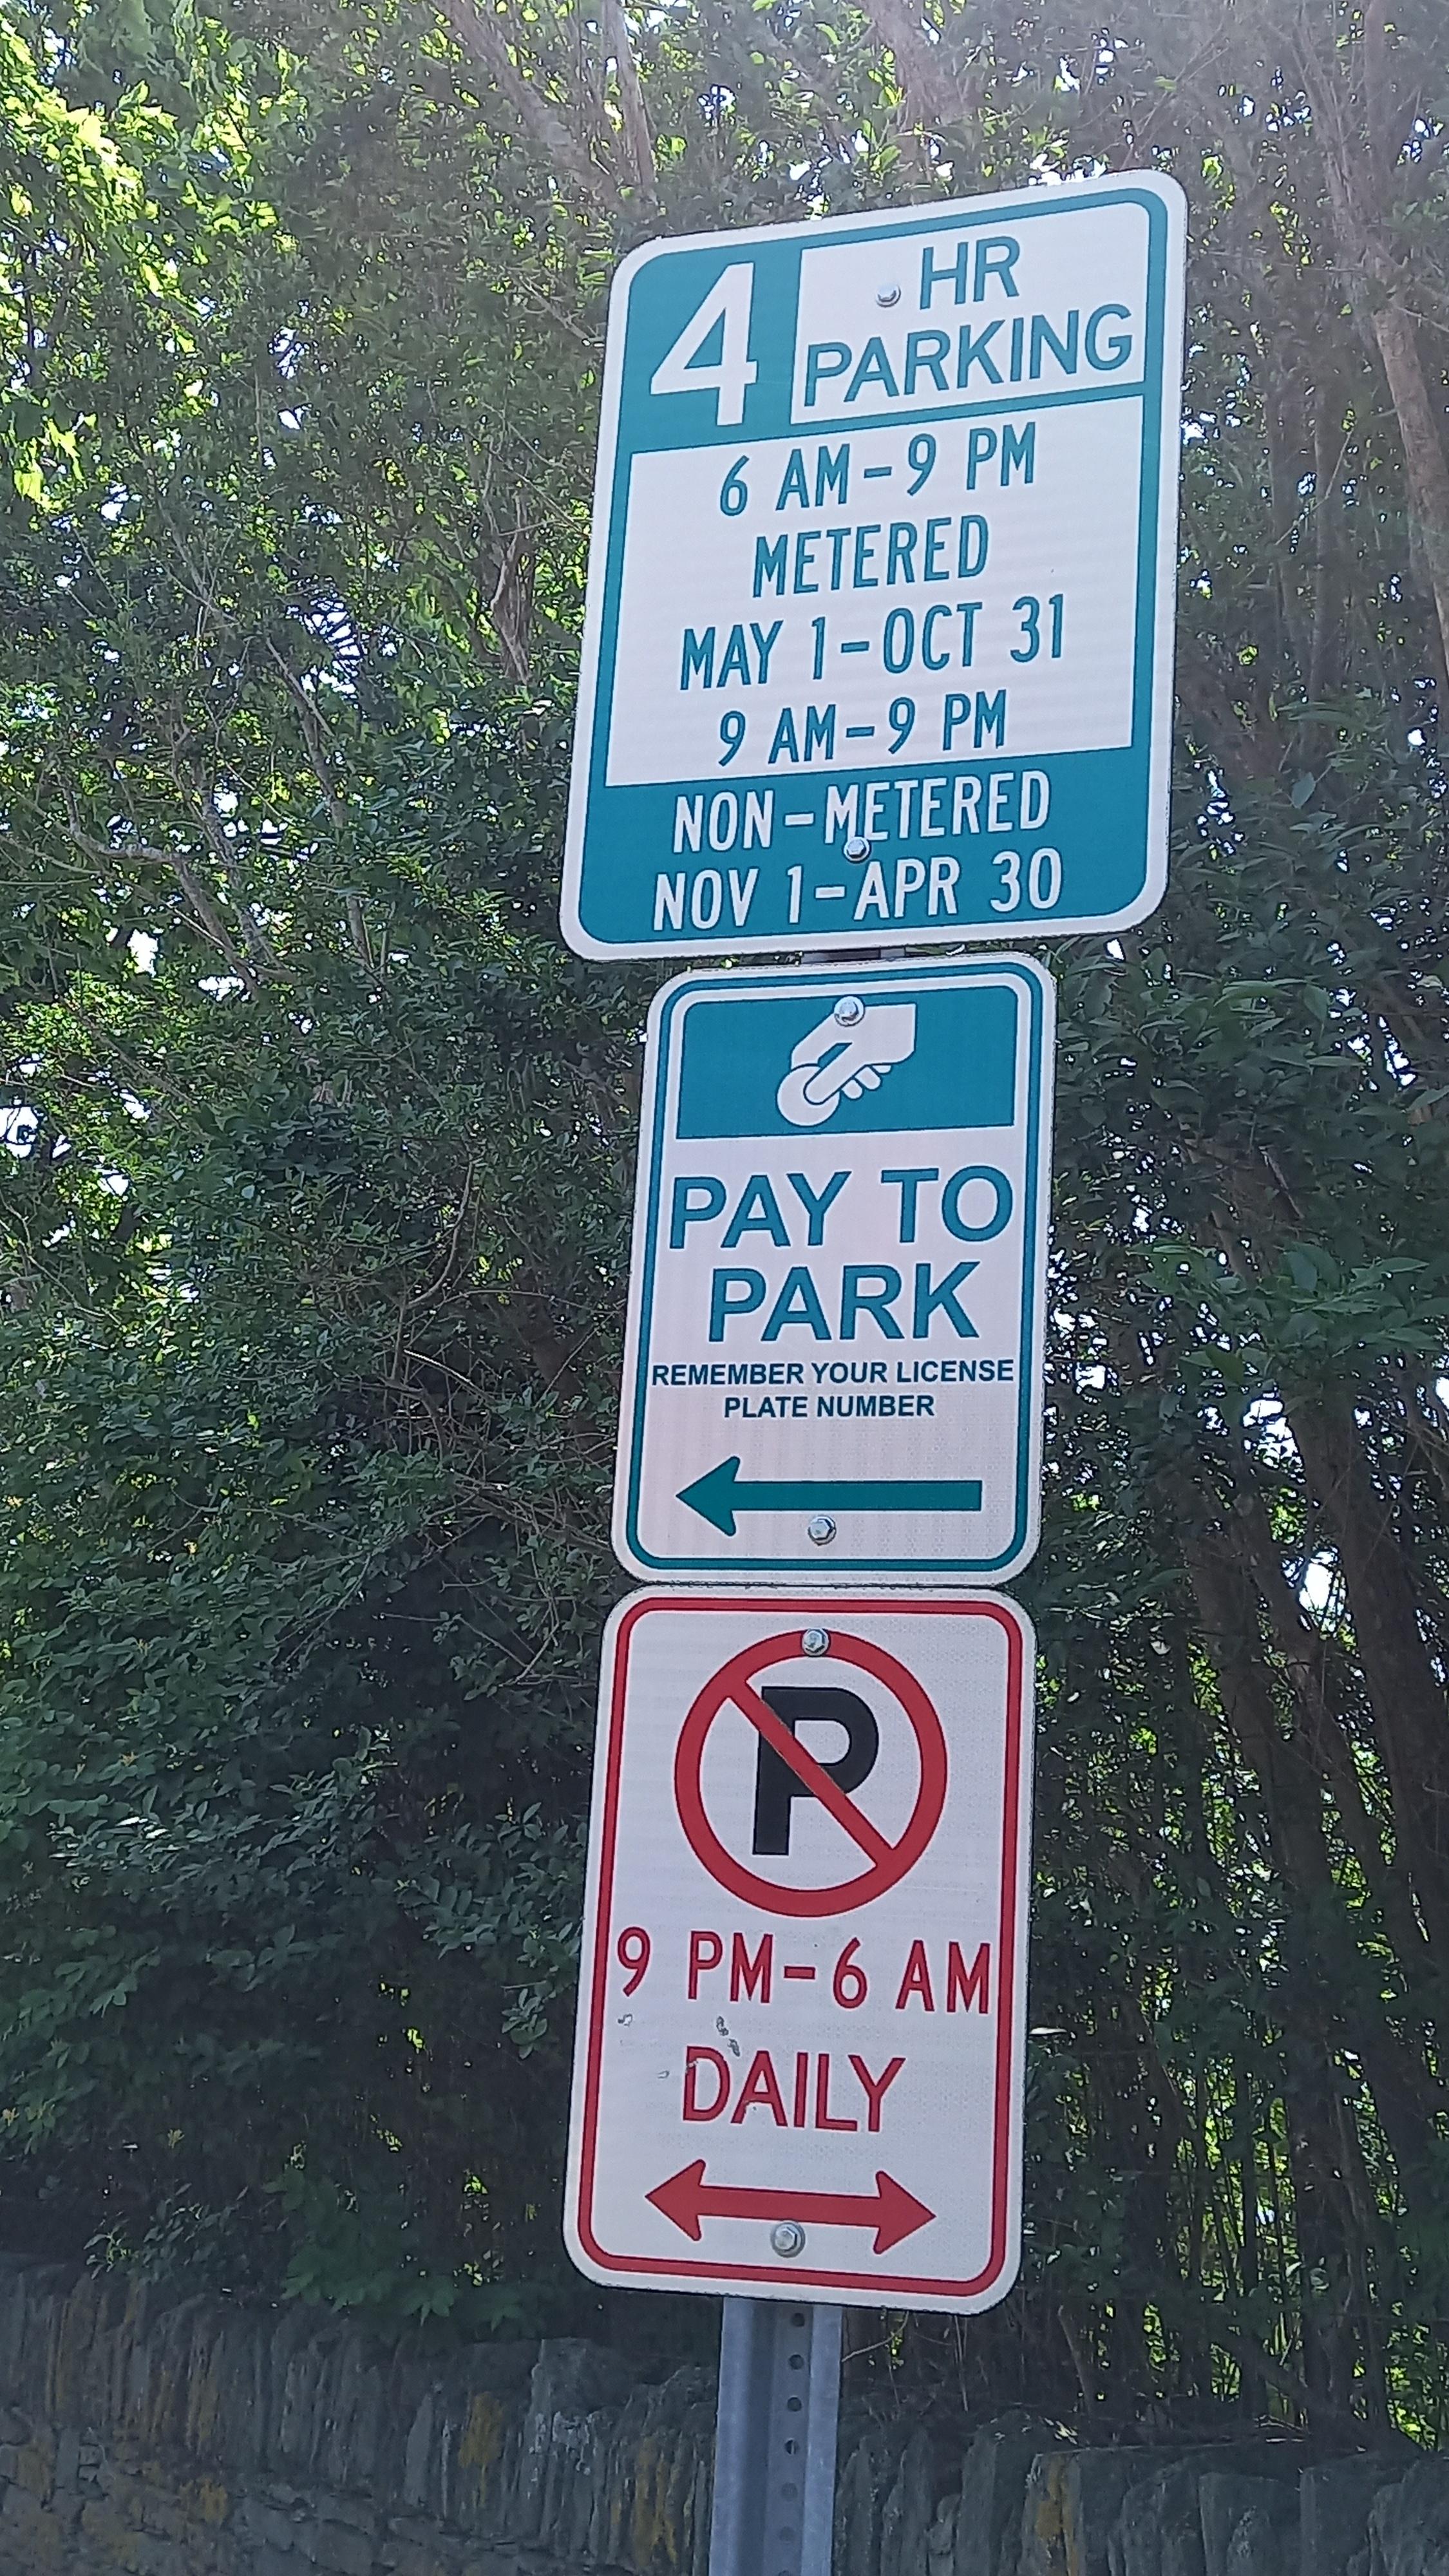 4 HR
PARKING
6 AM-9 PM
METERED
MAY 1-OCT 31
9 AM-9 PM
NON-METERED
NOV 1-APR 30
PAY TO
PARK
REMEMBER YOUR LICENSE
PLATE NUMBER
P
9 PM-6 AM
DAILY